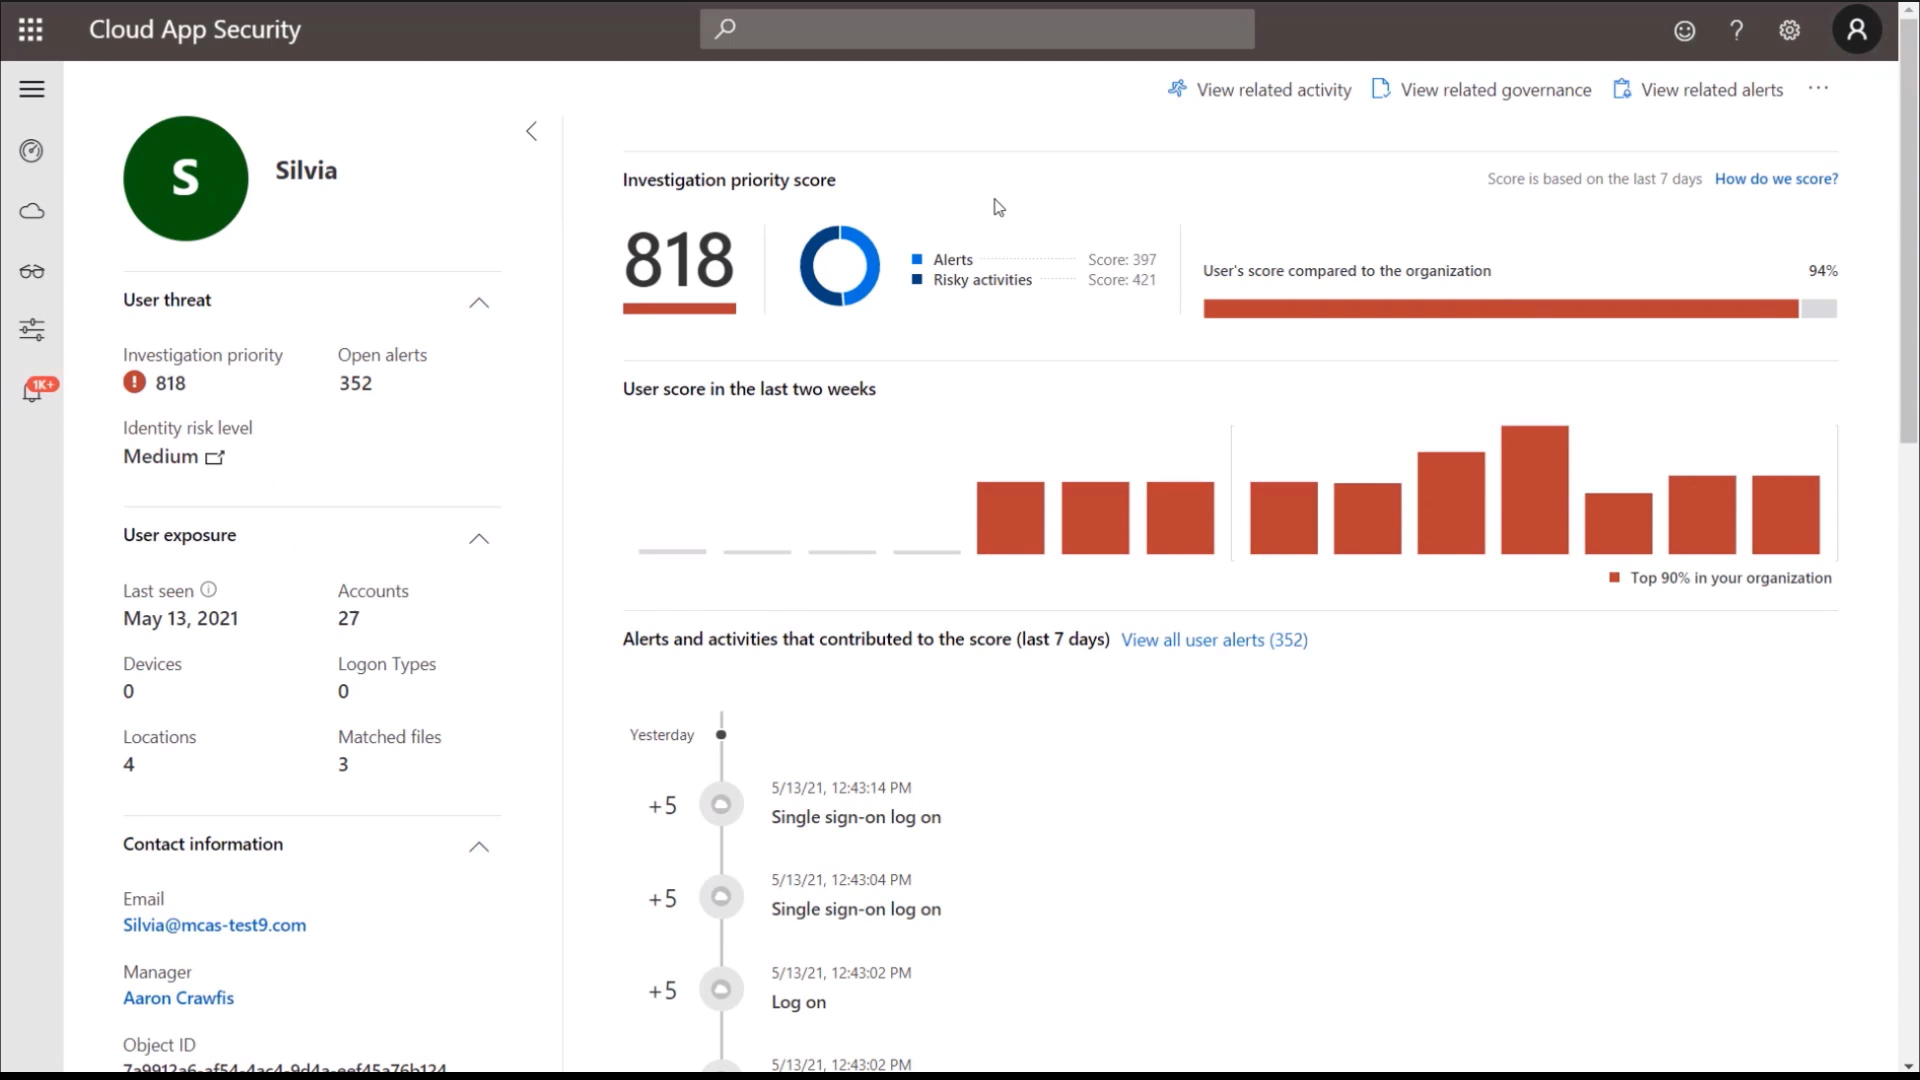 Cloud App Security
View related activity
View related governance
View related alerts
S
Silvia
User threat
Investigation priority
Open alerts
! 818
352
Identity risk level
Medium
User exposure
Last seen
Accounts
May 13, 2021
27
Devices
Logon Types
0
0
Locations
Matched files
4
3
Contact information
Email
Silvia@mcas-test9.com
Manager
Aaron Crawfis
Object ID
1K+
Investigation priority score
Score is based on the last 7 days How do we score?
818
Alerts Score: 397
Risky activities Score: 421
User's score compared to the organization
94%
User score in the last two weeks
Top 90% in your organization
Alerts and activities that contributed to the score (last 7 days) View all user alerts (352)
Yesterday
5/13/21, 12:43:14 PM
+5
Single sign-on log on
5/13/21, 12:43:04 PM
+5
Single sign-on log on
5/13/21, 12:43:02 PM
+5
Log on
5/13/21, 12:43:02 PM